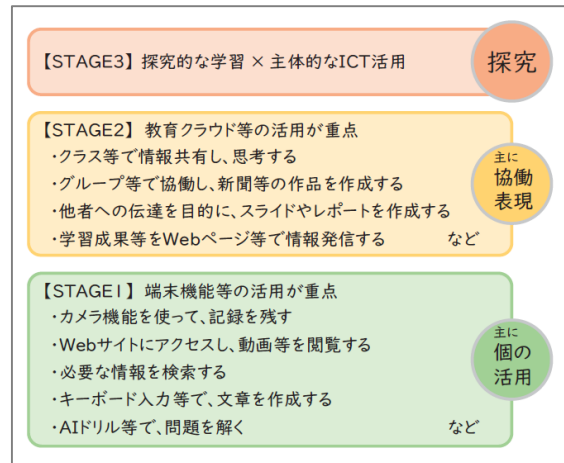 【STAGE3】探究的な学習 × 主体的なICT活用
探究
【STAGE2】 教育クラウド等の活用が重点
・クラス等で情報共有し、思考する
・グループ等で協働し、新聞等の作品を作成する
・他者への伝達を目的に、スライドやレポートを作成する
・学習成果等をWebページ等で情報発信する など
主に
協働
表現
【STAGE1】 端末機能等の活用が重点
・カメラ機能を使って、記録を残す
・Webサイトにアクセスし、動画等を閲覧する
・必要な情報を検索する
・キーボード入力等で、文章を作成する
・AIドリル等で、問題を解く など
主に
個の
活用